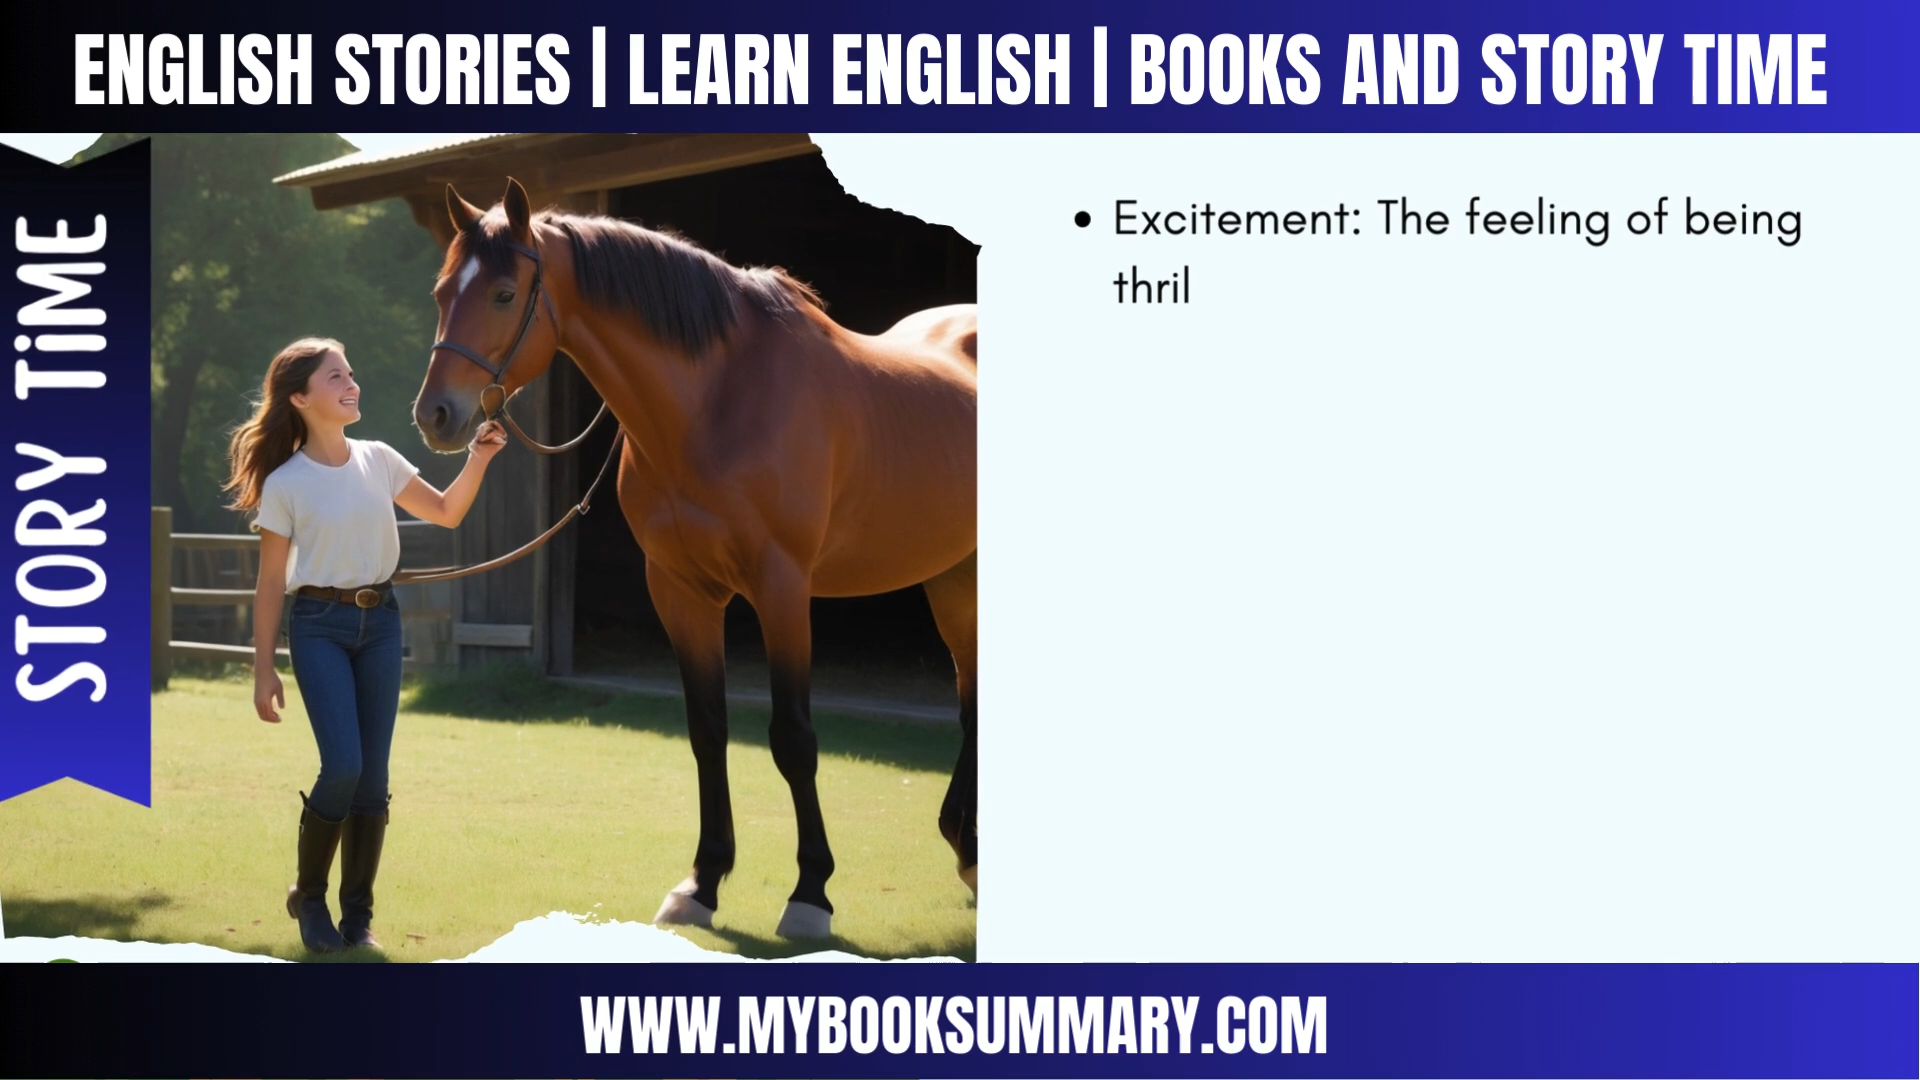 ENGLISH STORIES | LEARN ENGLISH | BOOKS AND STORY TIME
STORY TiME
• Excitement: The feeling of being
thril
WWW.MYBOOKSUMMARY.COM